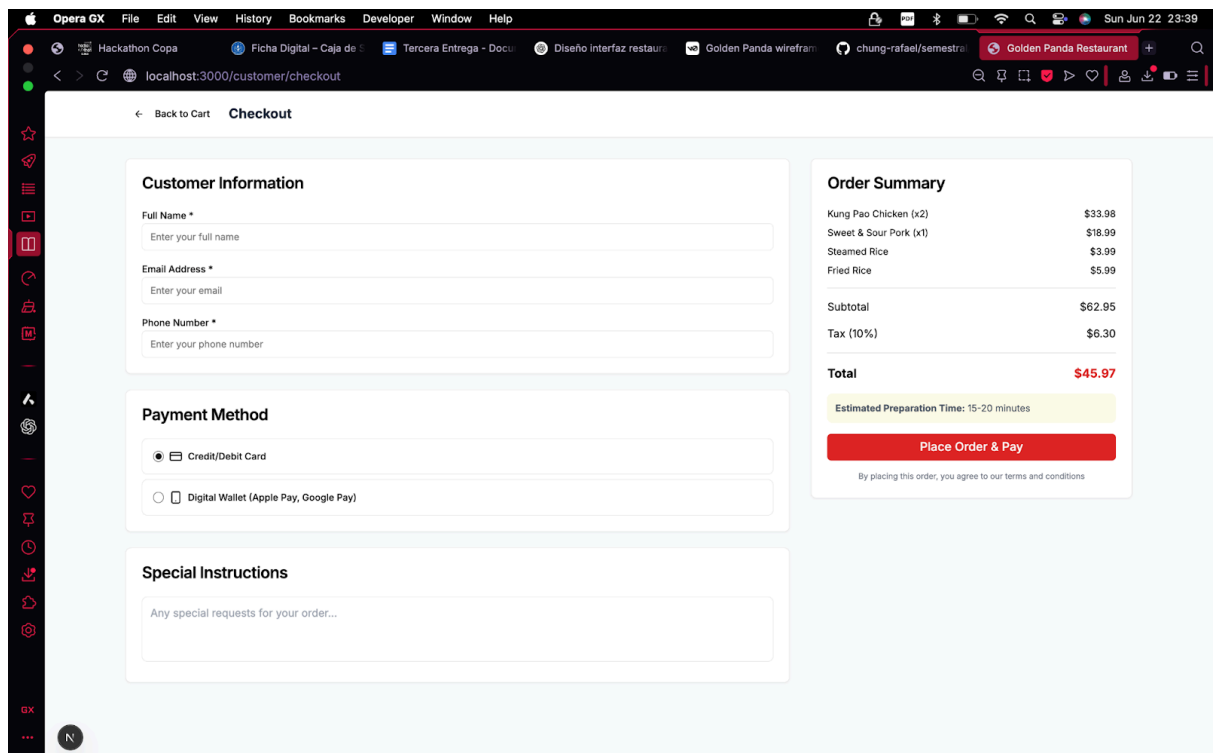 Opera GX File Edit View History Bookmarks Developer Window Help Sun Jun 22 23:39
Hackathon Copa Ficha Digital – Caja de S Tercera Entrega - Docu Diseño interfaz restaura Golden Panda wirefram chung-rafael/semestral Golden Panda Restaurant
localhost:3000/customer/checkout
Back to Cart Checkout
Customer Information
Full Name *
Enter your full name
Email Address *
Enter your email
Phone Number *
Enter your phone number
Payment Method
Credit/Debit Card
Digital Wallet (Apple Pay, Google Pay)
Special Instructions
Any special requests for your order...
Order Summary
Kung Pao Chicken (x2) $33.98
Sweet & Sour Pork (x1) $18.99
Steamed Rice $3.99
Fried Rice $5.99
Subtotal $62.95
Tax (10%) $6.30
Total $45.97
Estimated Preparation Time: 15-20 minutes
Place Order & Pay
By placing this order, you agree to our terms and conditions
GX
N